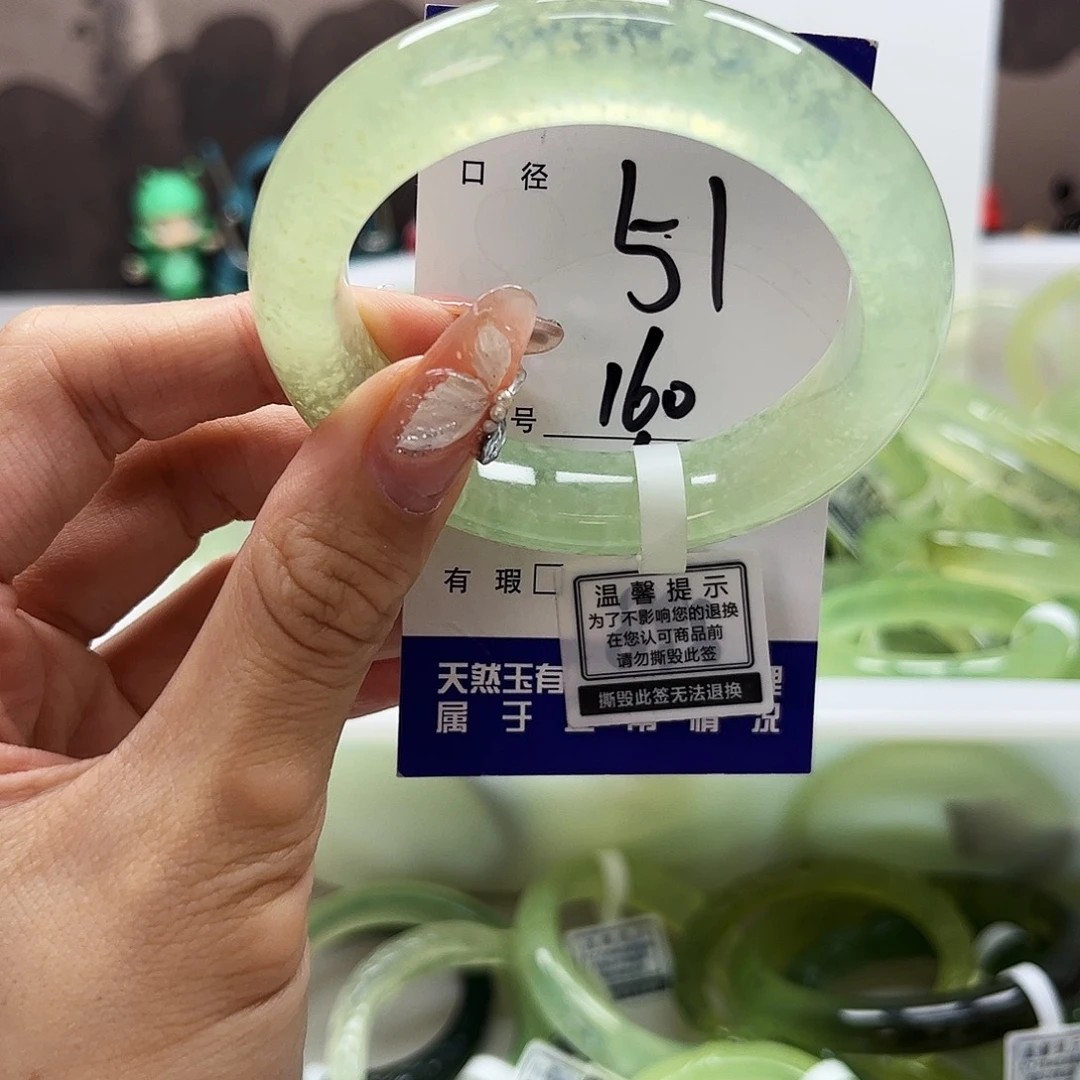 口 径 51
号 160
有 瑕
温馨提示
为了不影响您的退换
在您认可商品前
请勿撕毁此签
撕毁此签无法退换
天然玉有
属 于 情 况